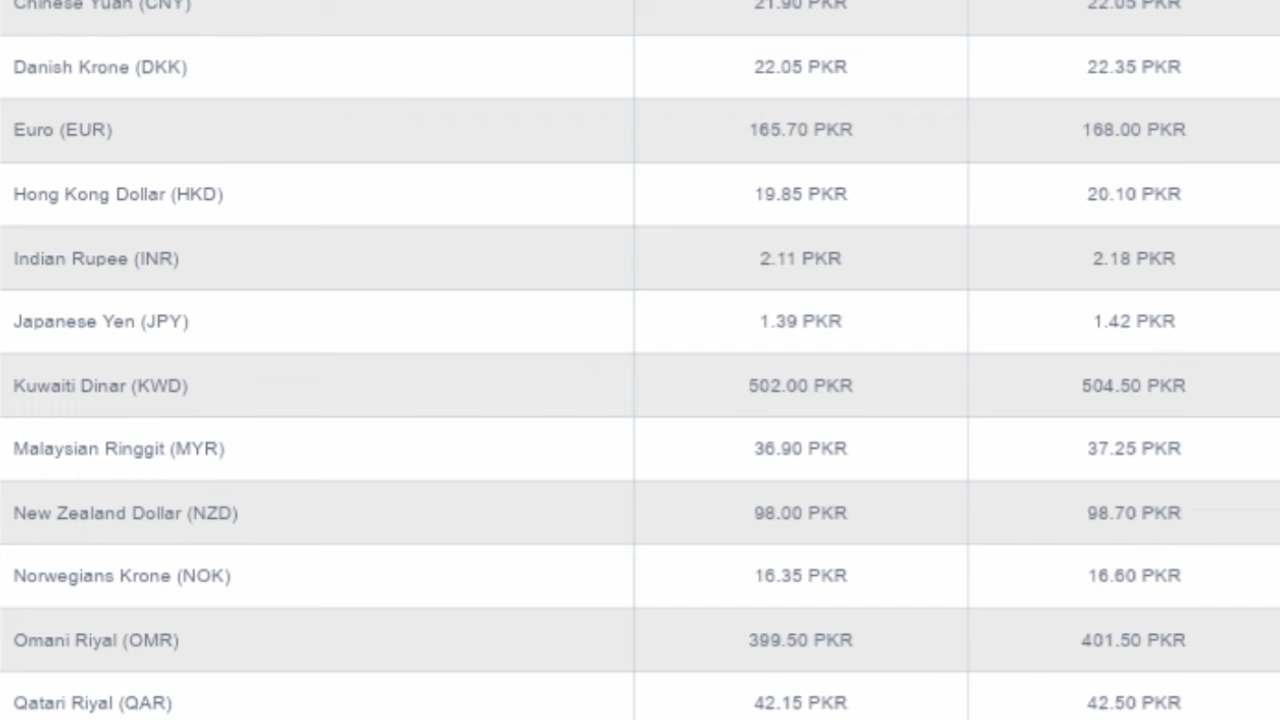 Chinese Yuan (CNY) 21.90 PKR 22.05 PKR
Danish Krone (DKK) 22.05 PKR 22.35 PKR
Euro (EUR) 165.70 PKR 168.00 PKR
Hong Kong Dollar (HKD) 19.85 PKR 20.10 PKR
Indian Rupee (INR) 2.11 PKR 2.18 PKR
Japanese Yen (JPY) 1.39 PKR 1.42 PKR
Kuwaiti Dinar (KWD) 502.00 PKR 504.50 PKR
Malaysian Ringgit (MYR) 36.90 PKR 37.25 PKR
New Zealand Dollar (NZD) 98.00 PKR 98.70 PKR
Norwegians Krone (NOK) 16.35 PKR 16.60 PKR
Omani Riyal (OMR) 399.50 PKR 401.50 PKR
Qatari Riyal (QAR) 42.15 PKR 42.50 PKR